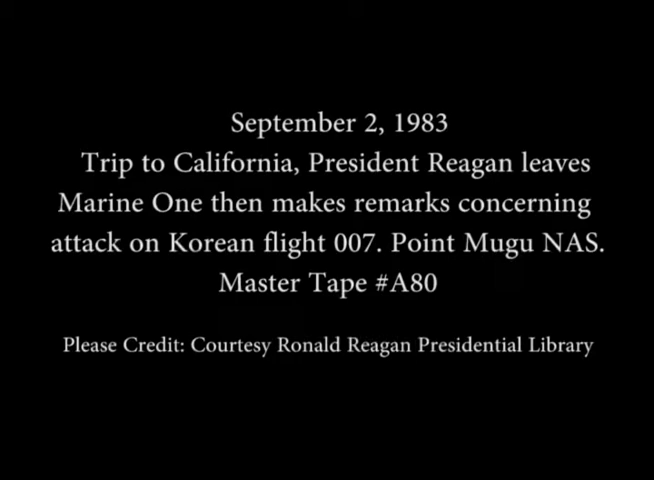 September 2, 1983
Trip to California, President Reagan leaves
Marine One then makes remarks concerning
attack on Korean flight 007. Point Mugu NAS.
Master Tape #A80
Please Credit: Courtesy Ronald Reagan Presidential Library